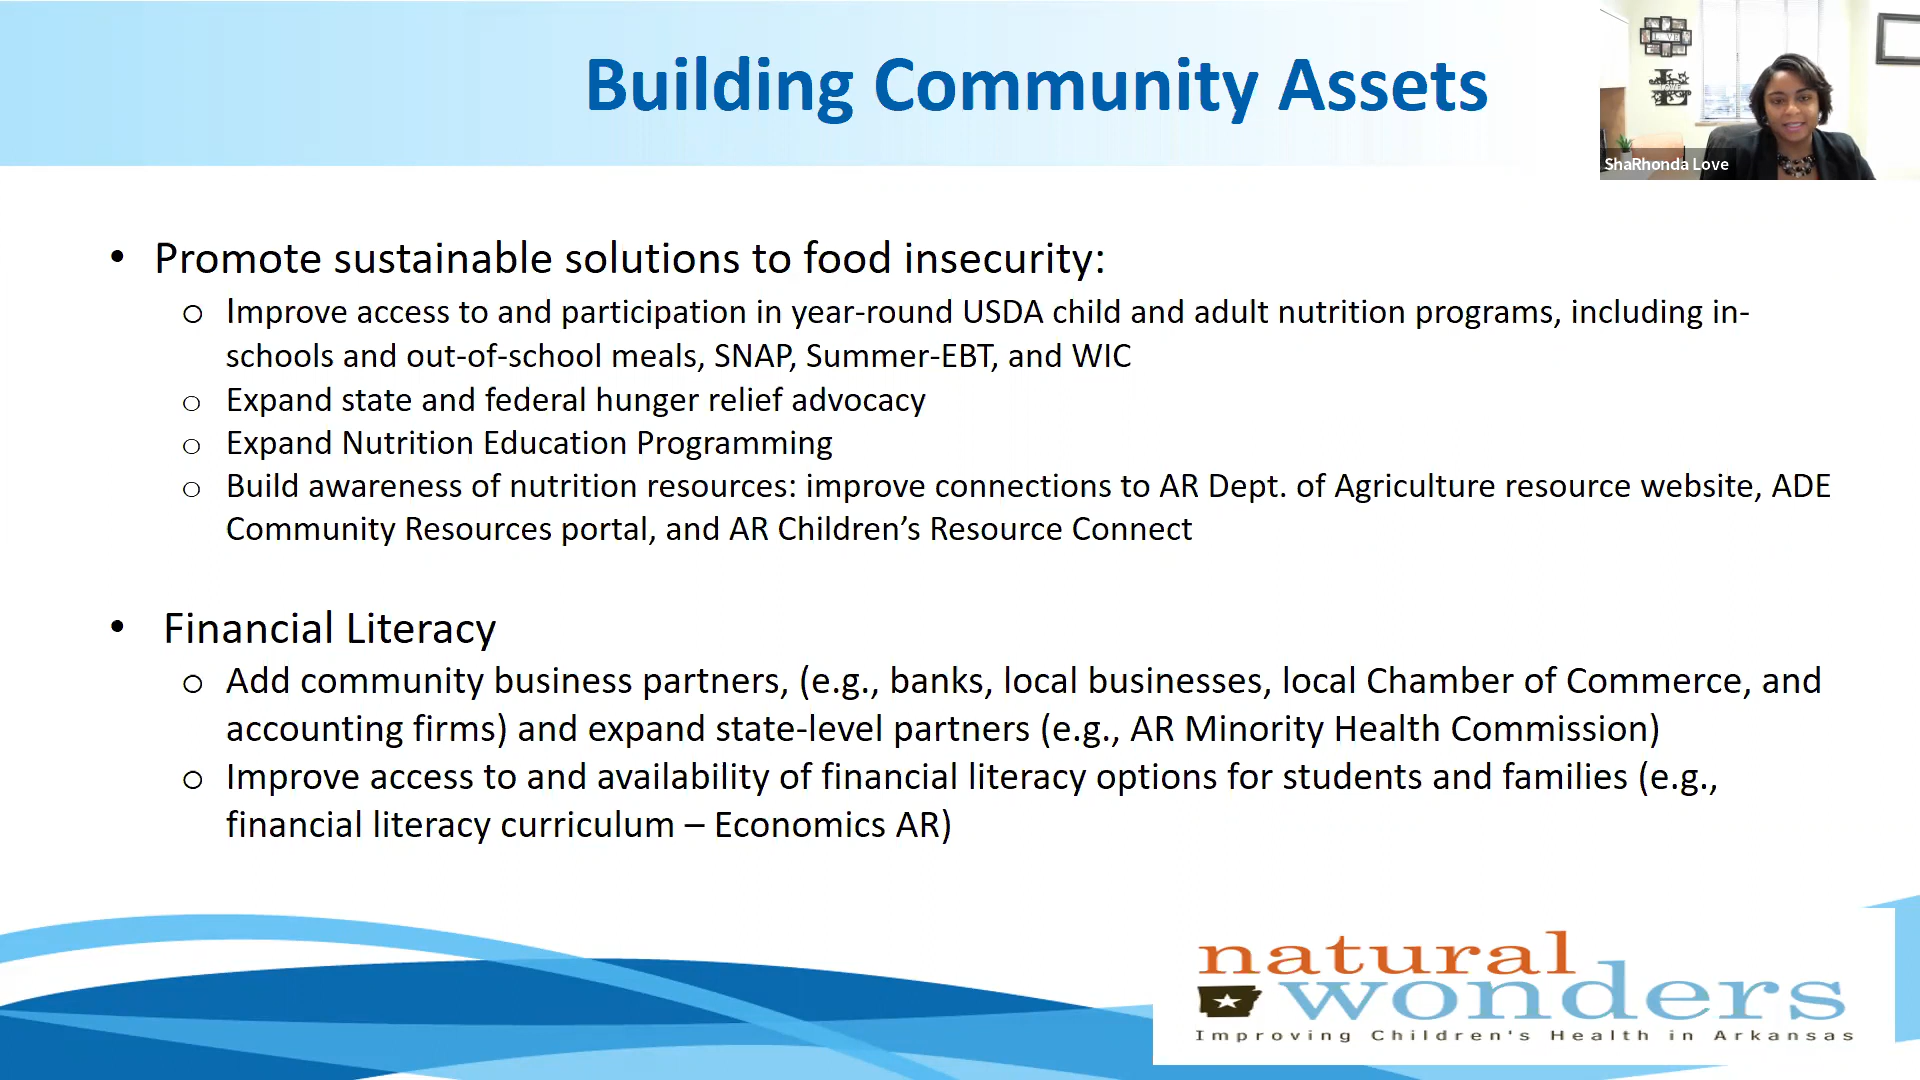 Building Community Assets
ShaRhonda Love
• Promote sustainable solutions to food insecurity:
o Improve access to and participation in year-round USDA child and adult nutrition programs, including in-
schools and out-of-school meals, SNAP, Summer-EBT, and WIC
o Expand state and federal hunger relief advocacy
o Expand Nutrition Education Programming
o Build awareness of nutrition resources: improve connections to AR Dept. of Agriculture resource website, ADE
Community Resources portal, and AR Children’s Resource Connect
• Financial Literacy
o Add community business partners, (e.g., banks, local businesses, local Chamber of Commerce, and
accounting firms) and expand state-level partners (e.g., AR Minority Health Commission)
o Improve access to and availability of financial literacy options for students and families (e.g.,
financial literacy curriculum – Economics AR)
natural
wonders
Improving Children's Health in Arkansas